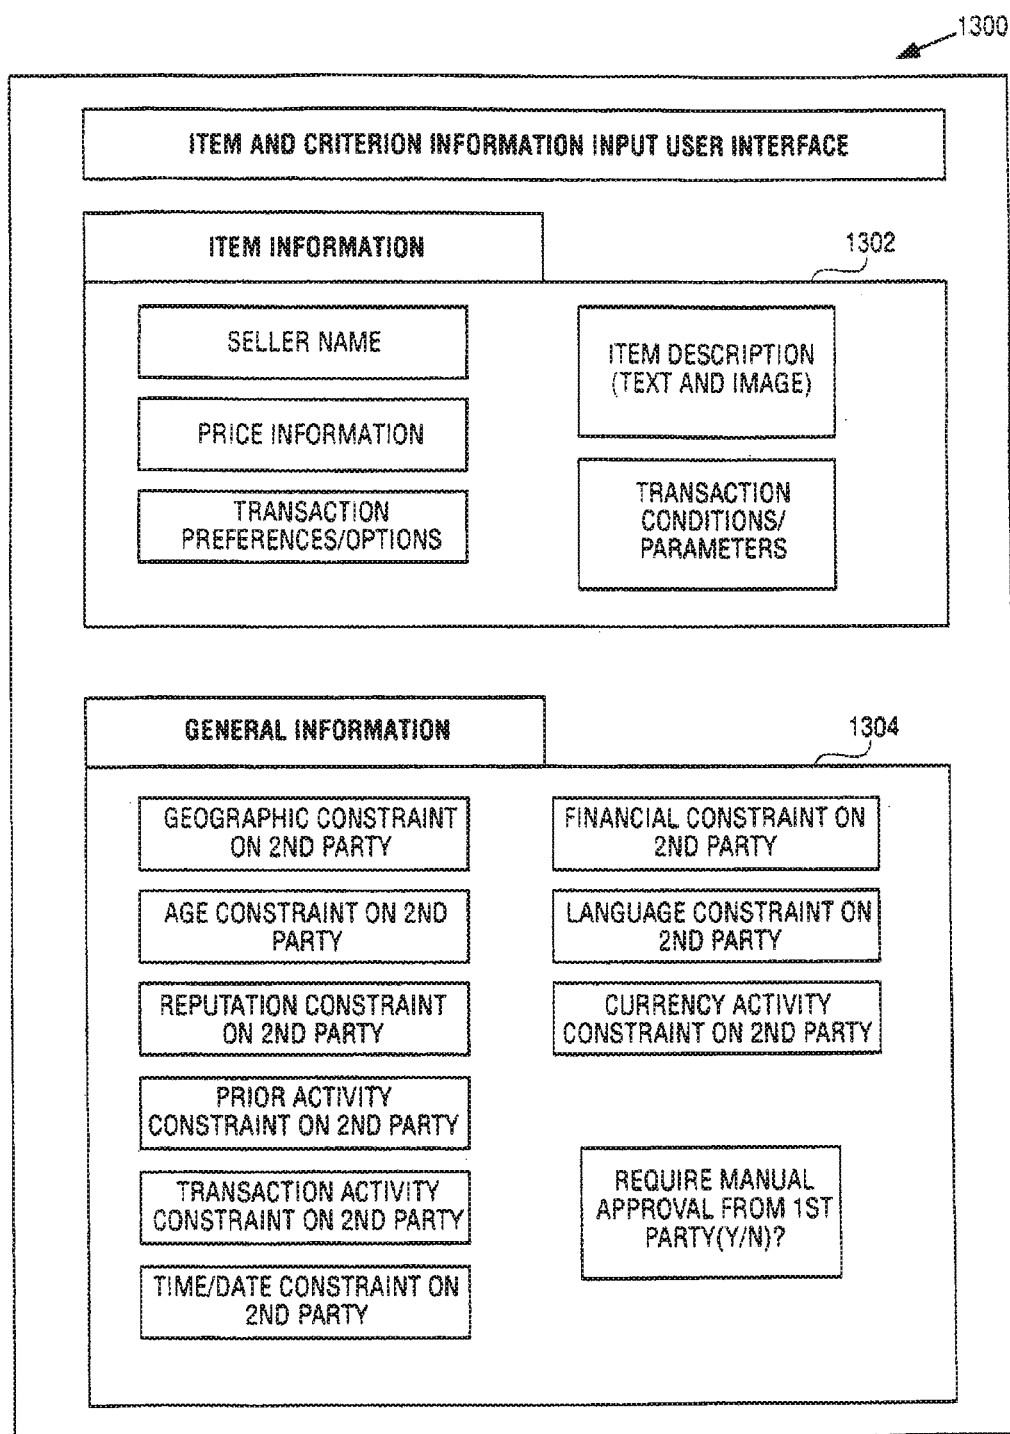 1300
ITEM AND CRITERION INFORMATION INPUT USER INTERFACE
ITEM INFORMATION
1302
SELLER NAME
PRICE INFORMATION
TRANSACTION
PREFERENCES/OPTIONS
ITEM DESCRIPTION
(TEXT AND IMAGE)
TRANSACTION
CONDITIONS/
PARAMETERS
GENERAL INFORMATION
1304
GEOGRAPHIC CONSTRAINT
ON 2ND PARTY
AGE CONSTRAINT ON 2ND
PARTY
REPUTATION CONSTRAINT
ON 2ND PARTY
PRIOR ACTIVITY
CONSTRAINT ON 2ND PARTY
TRANSACTION ACTIVITY
CONSTRAINT ON 2ND PARTY
TIME/DATE CONSTRAINT ON
2ND PARTY
FINANCIAL CONSTRAINT ON
2ND PARTY
LANGUAGE CONSTRAINT ON
2ND PARTY
CURRENCY ACTIVITY
CONSTRAINT ON 2ND PARTY
REQUIRE MANUAL
APPROVAL FROM 1ST
PARTY(Y/N)?